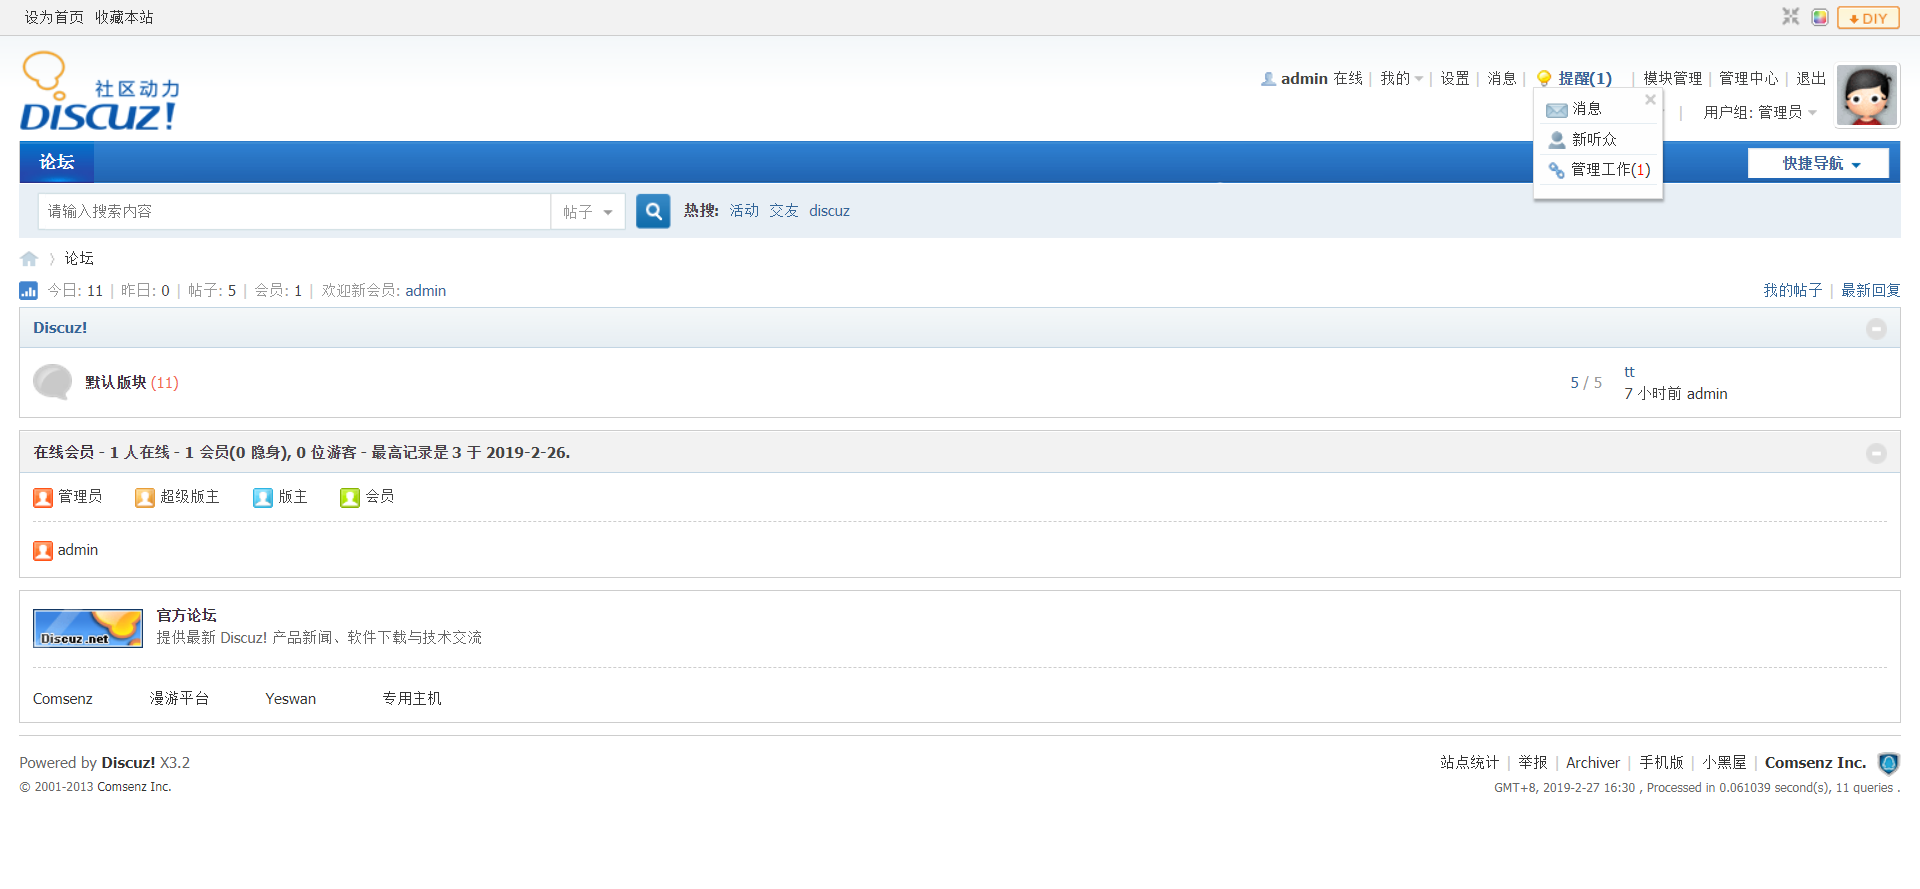 设为首页 收藏本站
DIY
社区动力
DISCUZ!
admin 在线 | 我的 | 设置 | 消息 | 提醒(1) | 模块管理 | 管理中心 | 退出
| 用户组: 管理员
消息
新听众
管理工作(1)
论坛 快捷导航
请输入搜索内容 帖子 热搜: 活动 交友 discuz
〉 论坛
今日: 11 | 昨日: 0 | 帖子: 5 | 会员: 1 | 欢迎新会员: admin 我的帖子 | 最新回复
Discuz!
默认版块 (11) 5 / 5
tt
7 小时前 admin
在线会员 - 1 人在线 - 1 会员(0 隐身), 0 位游客 - 最高记录是 3 于 2019-2-26.
管理员 超级版主 版主 会员
admin
Discuz.net
官方论坛
提供最新 Discuz! 产品新闻、软件下载与技术交流
Comsenz 漫游平台 Yeswan 专用主机
Powered by Discuz! X3.2 站点统计 | 举报 | Archiver | 手机版 | 小黑屋 | Comsenz Inc.
© 2001-2013 Comsenz Inc. GMT+8, 2019-2-27 16:30 , Processed in 0.061039 second(s), 11 queries .